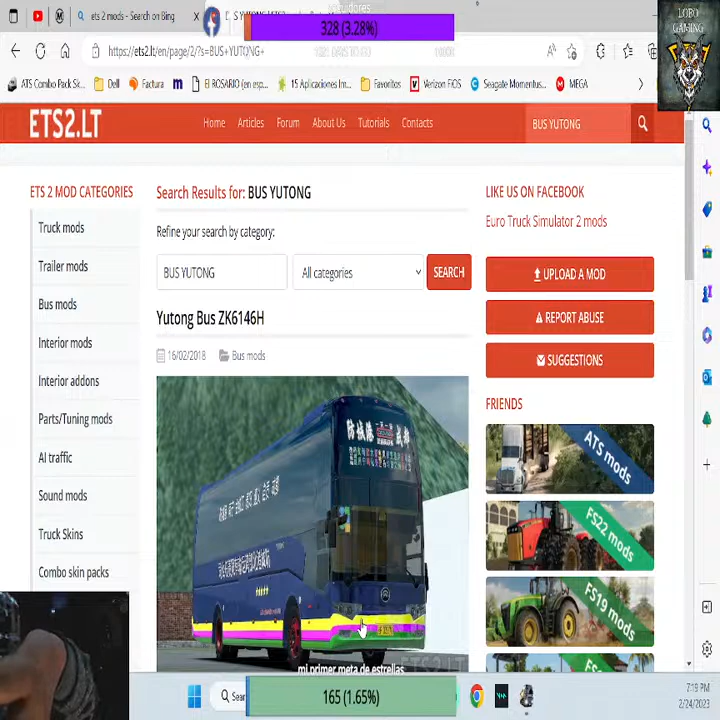 ets 2 mods - Search on Bing
328 (3.28%)
https://ets2.lt/en/page/2/?s=BUS+YUTONG+
LOBO
GAMING
ATS Combo Pack Sk...
Dell
Factura
El ROSARIO (en esp...
15 Aplicaciones Im...
Favoritos
Verizon FiOS
Seagate Momentus...
MEGA
ETS2.LT
Home
Articles
Forum
About Us
Tutorials
Contacts
BUS YUTONG
ETS 2 MOD CATEGORIES
Truck mods
Trailer mods
Bus mods
Interior mods
Interior addons
Parts/Tuning mods
AI traffic
Sound mods
Truck Skins
Combo skin packs
Search Results for: BUS YUTONG
Refine your search by category:
BUS YUTONG
All categories
SEARCH
Yutong Bus ZK6146H
16/02/2018
Bus mods
ETS2.LT
mi primer meta de estrellas
LIKE US ON FACEBOOK
Euro Truck Simulator 2 mods
UPLOAD A MOD
REPORT ABUSE
SUGGESTIONS
FRIENDS
ATS mods
FS22 mods
FS19 mods
Sear
165 (1.65%)
7:19 PM
2/24/2023